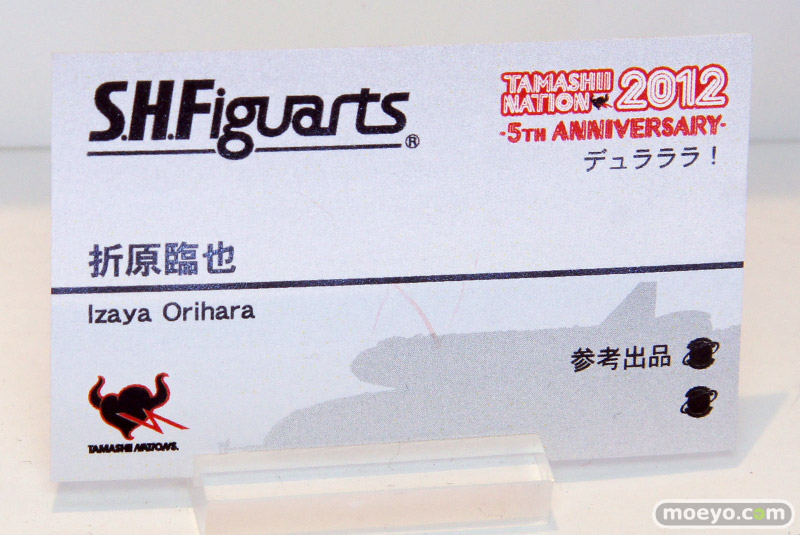 S.H.Figuarts®
TAMASHII
NATION 2012
-5TH ANNIVERSARY-
デュラララ！
折原臨也
Izaya Orihara
参考出品
TAMASHII NATIONS.
moeyo.com